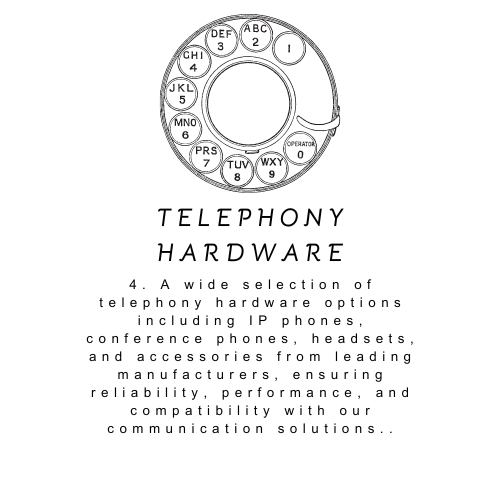 ABC
2
DEF
3
I
GHI
4
JKL
5
MNO
6
PRS
7
TUV
8
WXY
9
OPERATOR
0
TELEPHONY
HARDWARE
4. A wide selection of
telephony hardware options
including IP phones,
conference phones, headsets,
and accessories from leading
manufacturers, ensuring
reliability, performance, and
compatibility with our
communication solutions..